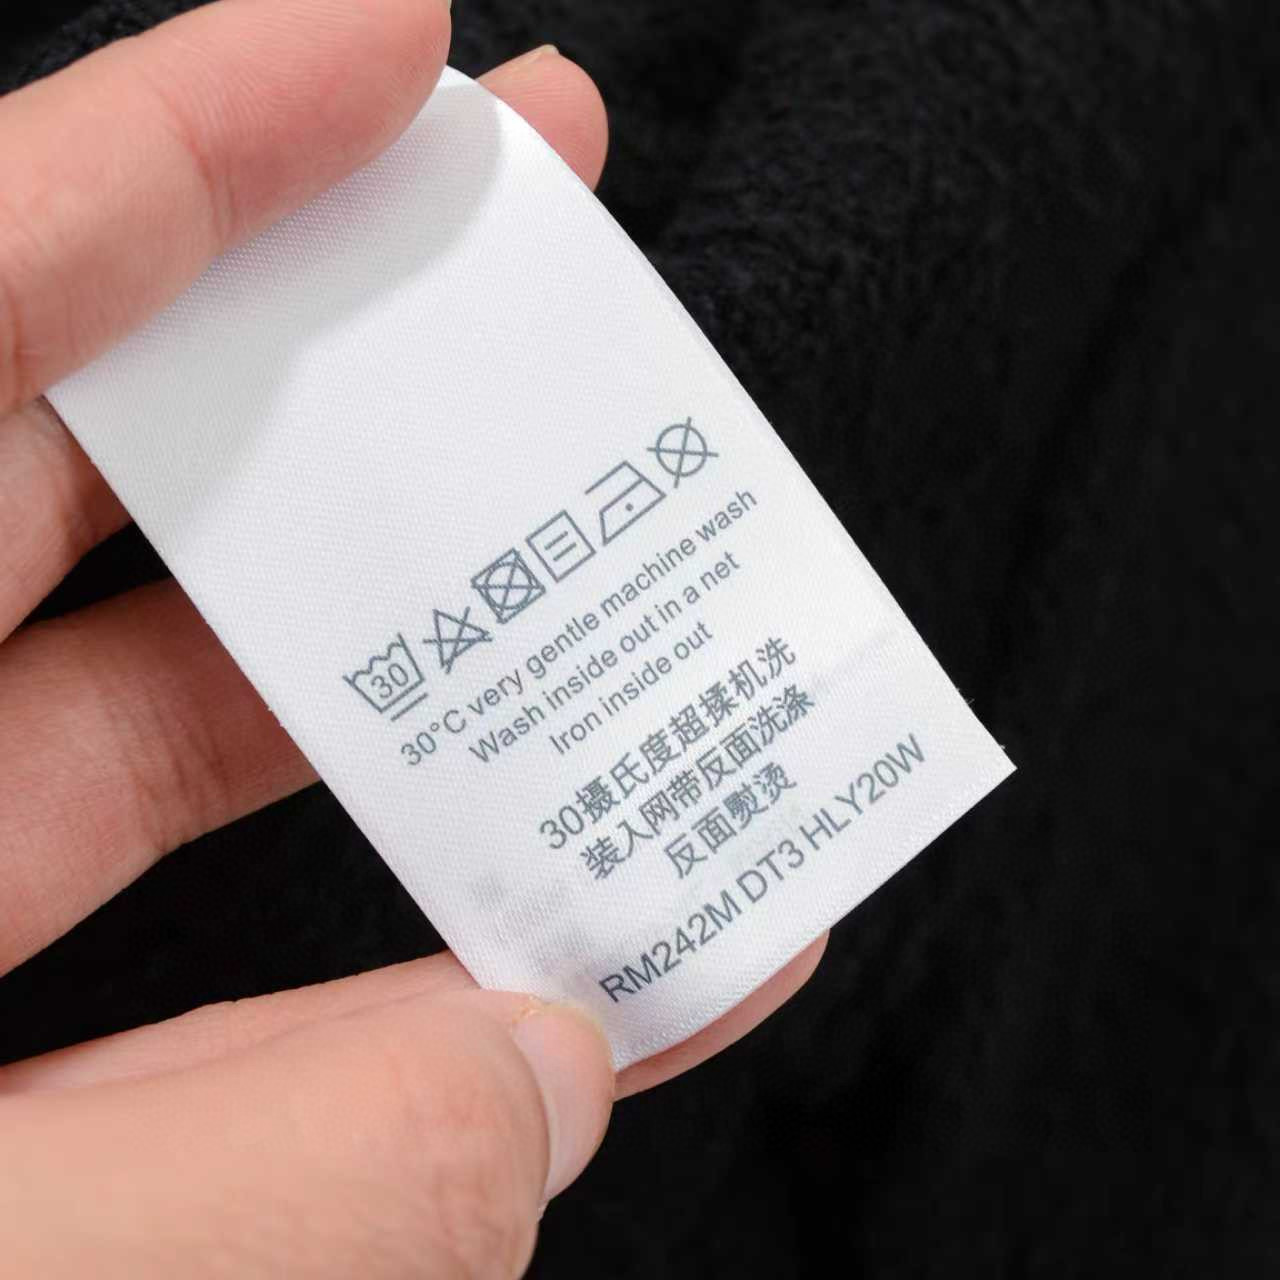 30
30°C very gentle machine wash
Wash inside out in a net
Iron inside out
30摄氏度超揉机洗
装入网带反面洗涤
反面熨烫
RM242M DT3 HLY20W